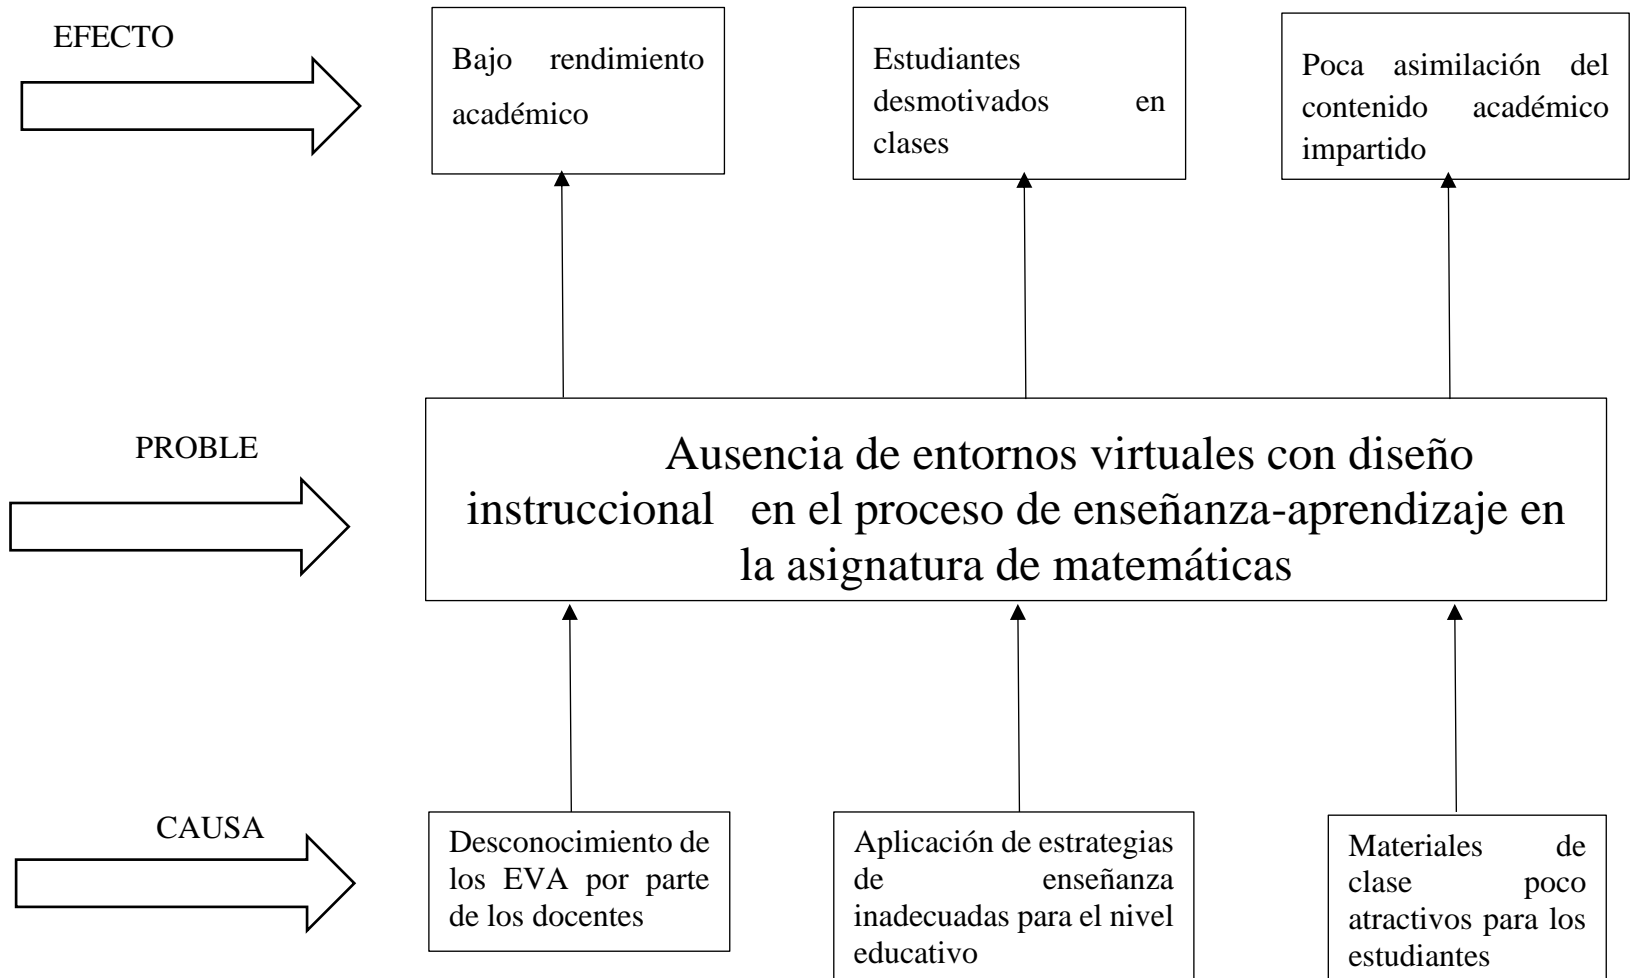 EFECTO
Bajo rendimiento
académico
Estudiantes
desmotivados en
clases
Poca asimilación del
contenido académico
impartido
PROBLE
Ausencia de entornos virtuales con diseño
instruccional en el proceso de enseñanza-aprendizaje en
la asignatura de matemáticas
CAUSA
Desconocimiento de
los EVA por parte
de los docentes
Aplicación de estrategias
de enseñanza
inadecuadas para el nivel
educativo
Materiales de
clase poco
atractivos para los
estudiantes